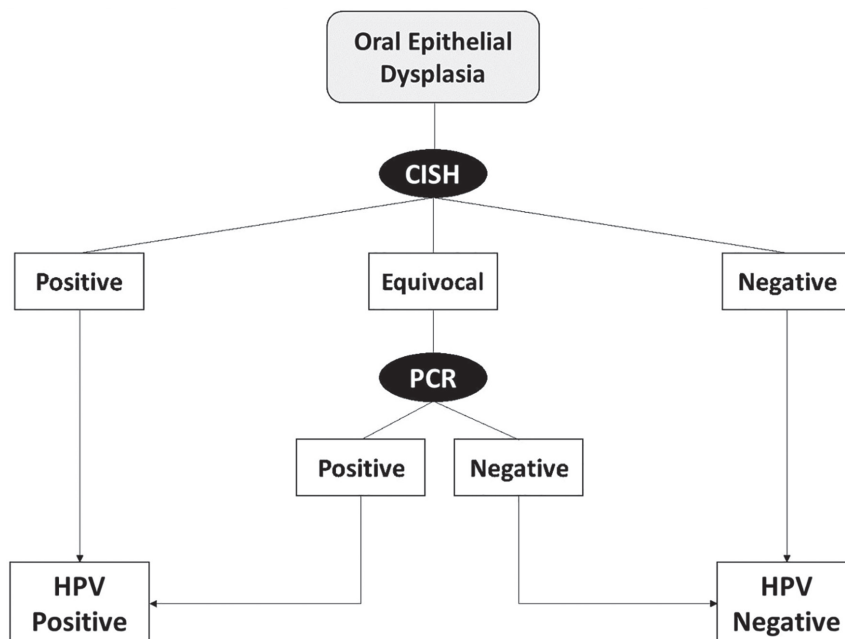 Oral Epithelial
Dysplasia
CISH
Positive
Equivocal
Negative
PCR
Positive
Negative
HPV
Positive
HPV
Negative